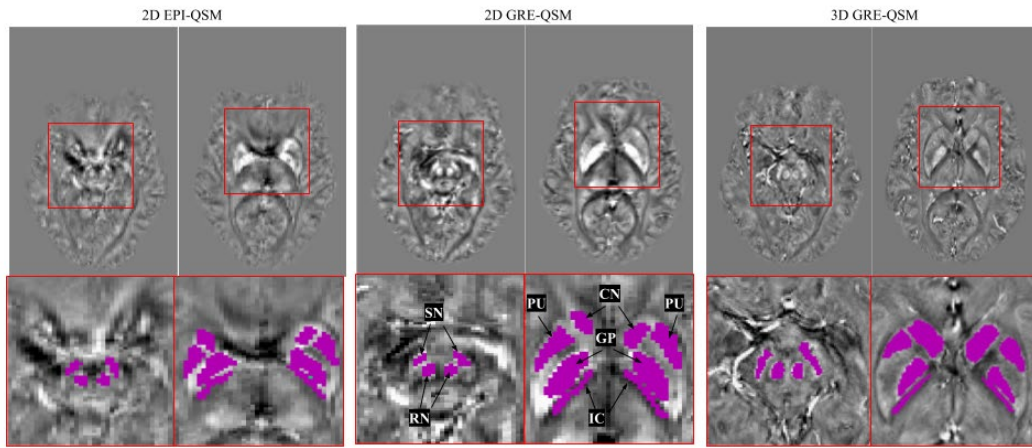 2D EPI-QSM 2D GRE-QSM 3D GRE-QSM
PU CN PU
SN
GP
RN IC